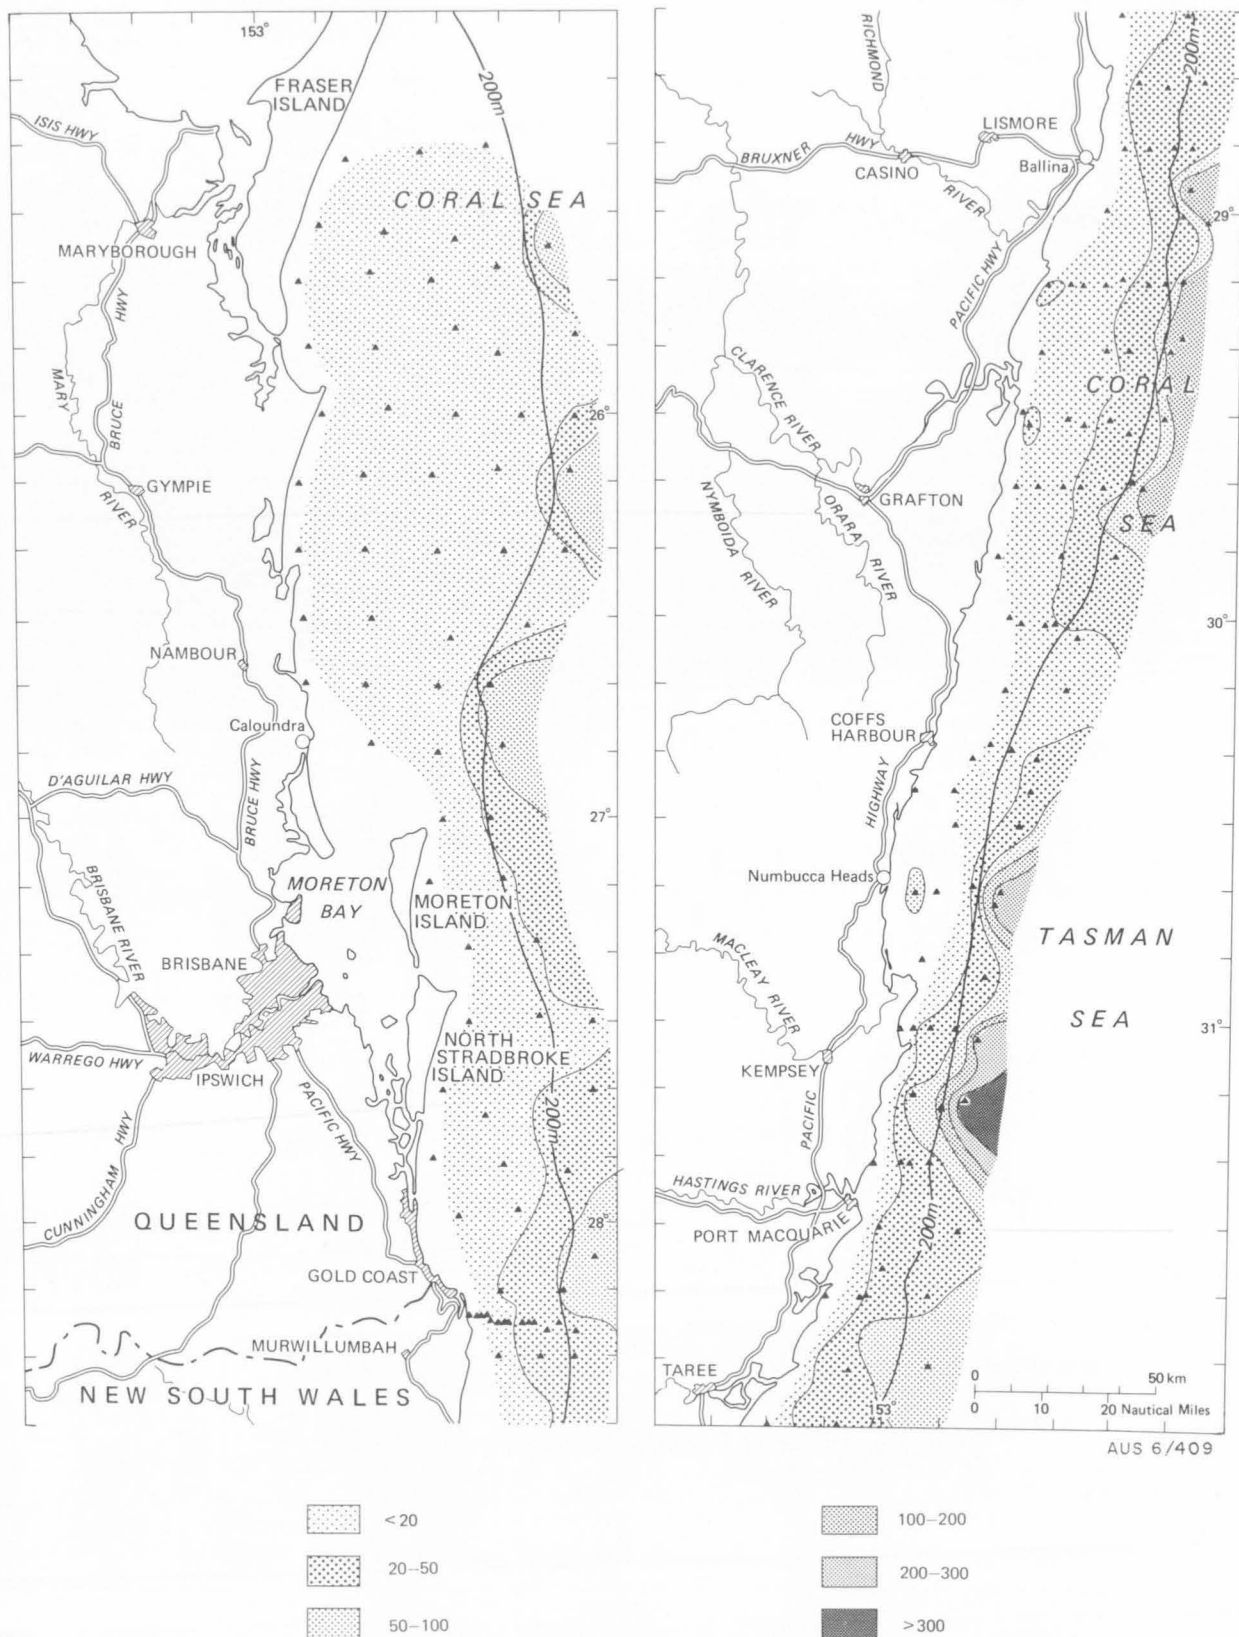 153°
FRASER
ISLAND
200m
ISIS HWY
CORAL SEA
MARYBOROUGH
HWY
MARY
BRUCE
26°
GYMPIE
RIVER
NAMBOUR
Caloundra
D'AGUILAR HWY
BRUCE HWY
27°
BRISBANE RIVER
MORETON
BAY
MORETON
ISLAND
BRISBANE
NORTH
STRADBROKE
ISLAND
WARREGO HWY
IPSWICH
PACIFIC HWY
200m
CUNNINGHAM HWY
QUEENSLAND
28°
GOLD COAST
MURWILLUMBAH
NEW SOUTH WALES
RICHMOND
200m
LISMORE
BRUXNER HWY
CASINO
Ballina
RIVER
29°
PACIFIC HWY
CLARENCE RIVER
CORAL
NYMBOIDA RIVER
ORARA RIVER
GRAFTON
SEA
30°
COFFS
HARBOUR
HIGHWAY
Numbucca Heads
TASMAN
MACLEAY RIVER
SEA
31°
KEMPSEY
PACIFIC
HASTINGS RIVER
PORT MACQUARIE
200m
TAREE
0 50 km
153°
0 10 20 Nautical Miles
AUS 6/409
<20
20-50
50-100
100-200
200-300
>300